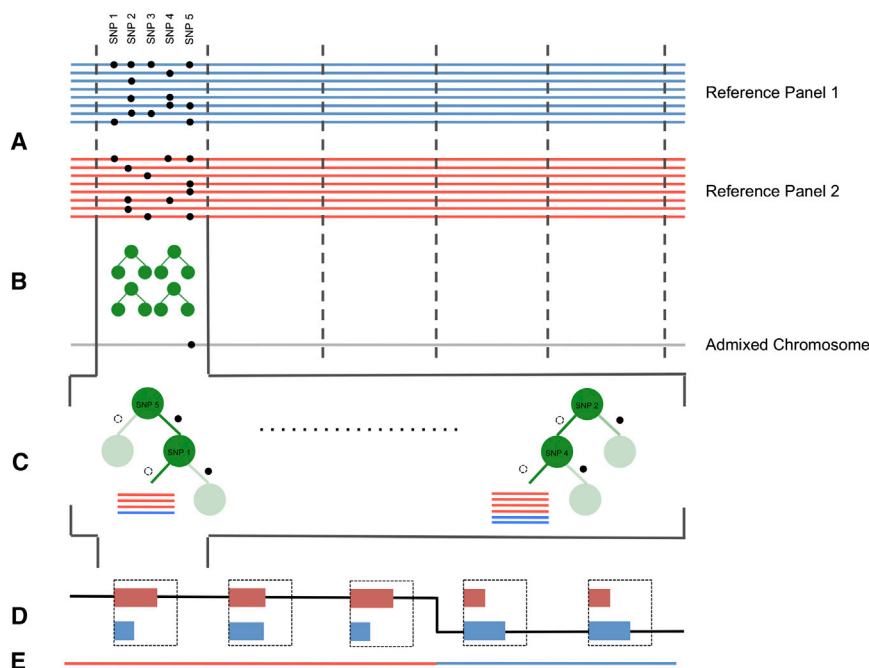 SNP 1
SNP 2
SNP 3
SNP 4
SNP 5
Reference Panel 1
A
Reference Panel 2
B
Admixed Chromosome
SNP 5
SNP 2
C
SNP 1
SNP 4
D
E